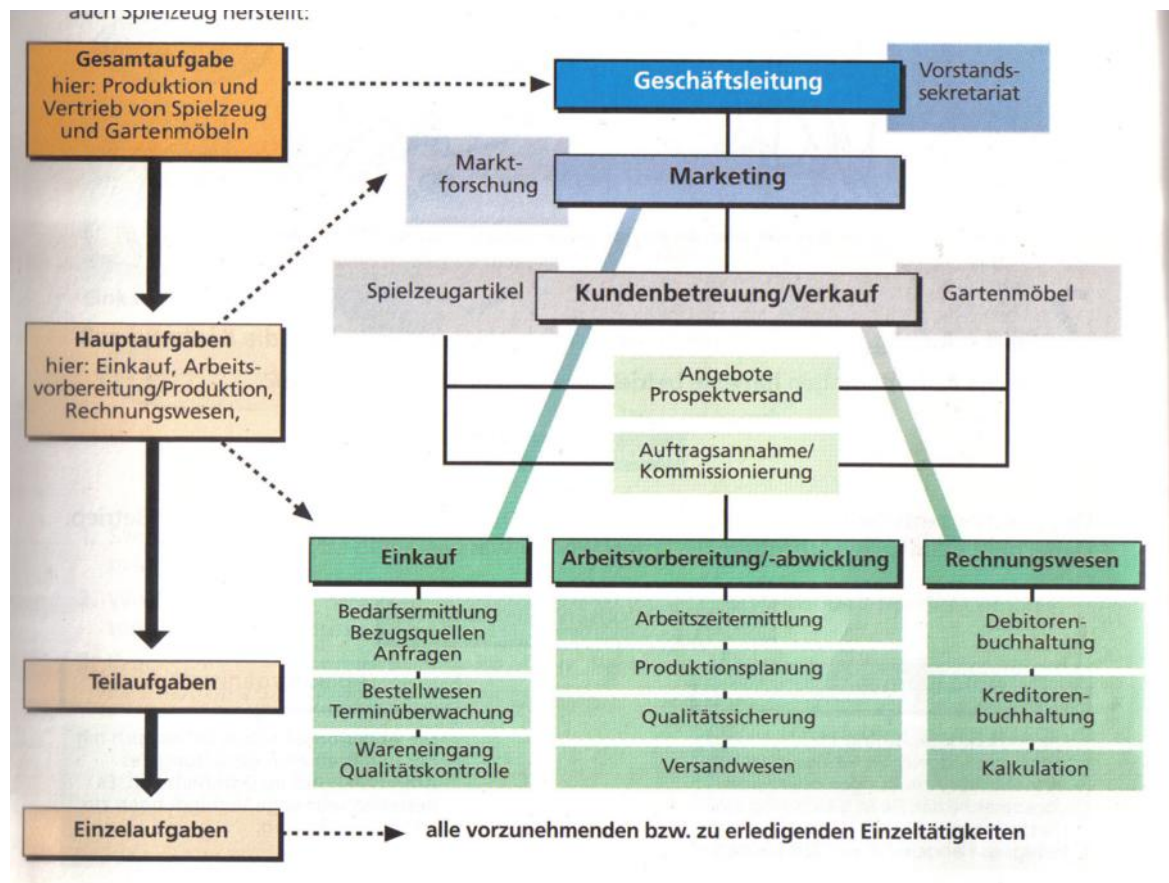 auch Spielzeug herstellt:
Gesamtaufgabe
hier: Produktion und
Vertrieb von Spielzeug
und Gartenmöbeln
Geschäftsleitung
Vorstands-
sekretariat
Markt-
forschung
Marketing
Spielzeugartikel
Kundenbetreuung/Verkauf
Gartenmöbel
Hauptaufgaben
hier: Einkauf, Arbeits-
vorbereitung/Produktion,
Rechnungswesen,
Angebote
Prospektversand
Auftragsannahme/
Kommissionierung
Einkauf
Arbeitsvorbereitung/-abwicklung
Rechnungswesen
Bedarfsermittlung
Bezugsquellen
Anfragen
Bestellwesen
Terminüberwachung
Wareneingang
Qualitätskontrolle
Arbeitszeitermittlung
Produktionsplanung
Qualitätssicherung
Versandwesen
Debitoren-
buchhaltung
Kreditoren-
buchhaltung
Kalkulation
Teilaufgaben
Einzelaufgaben
alle vorzunehmenden bzw. zu erledigenden Einzeltätigkeiten